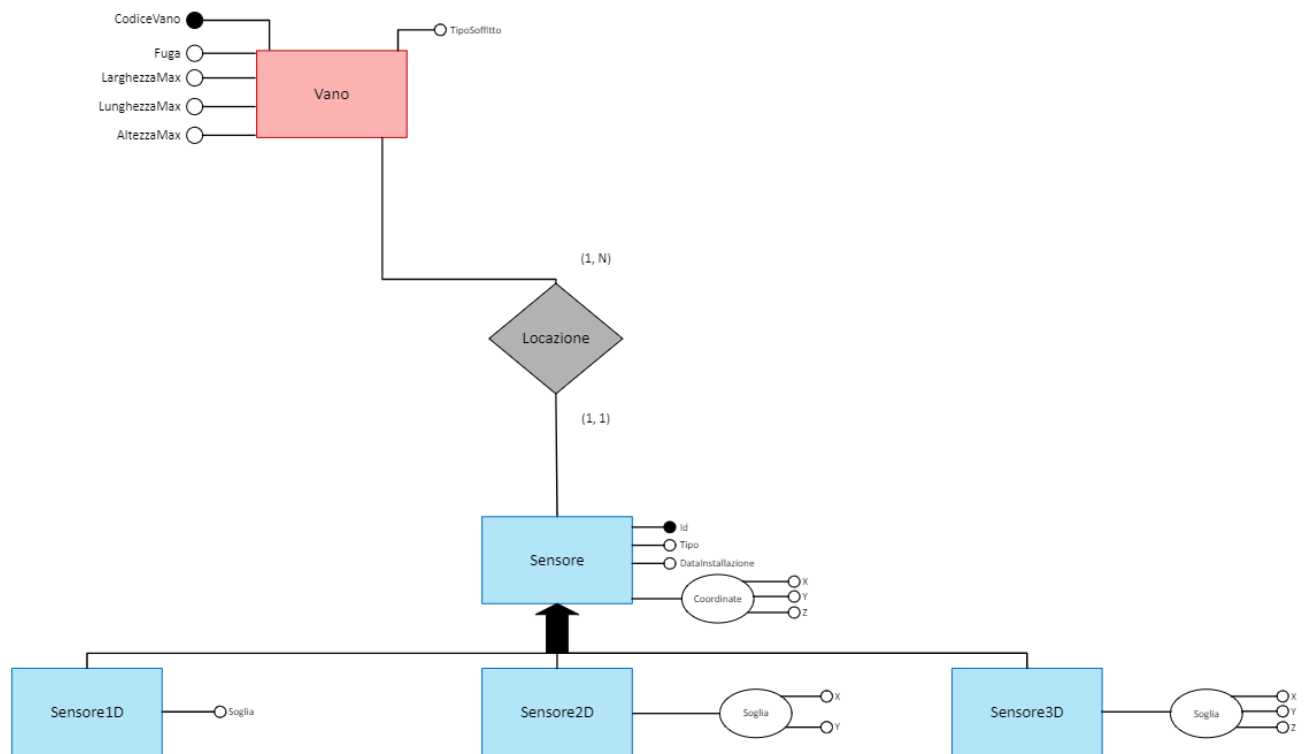 CodiceVano
TipoSoffitto
Fuga
LarghezzaMax
Vano
LunghezzaMax
AltezzaMax
(1, N)
Locazione
(1, 1)
Id
Tipo
Sensore
DataInstallazione
X
Coordinate
Y
Z
Sensore1D
Soglia
Sensore2D
Soglia
X
Y
Sensore3D
Soglia
X
Y
Z